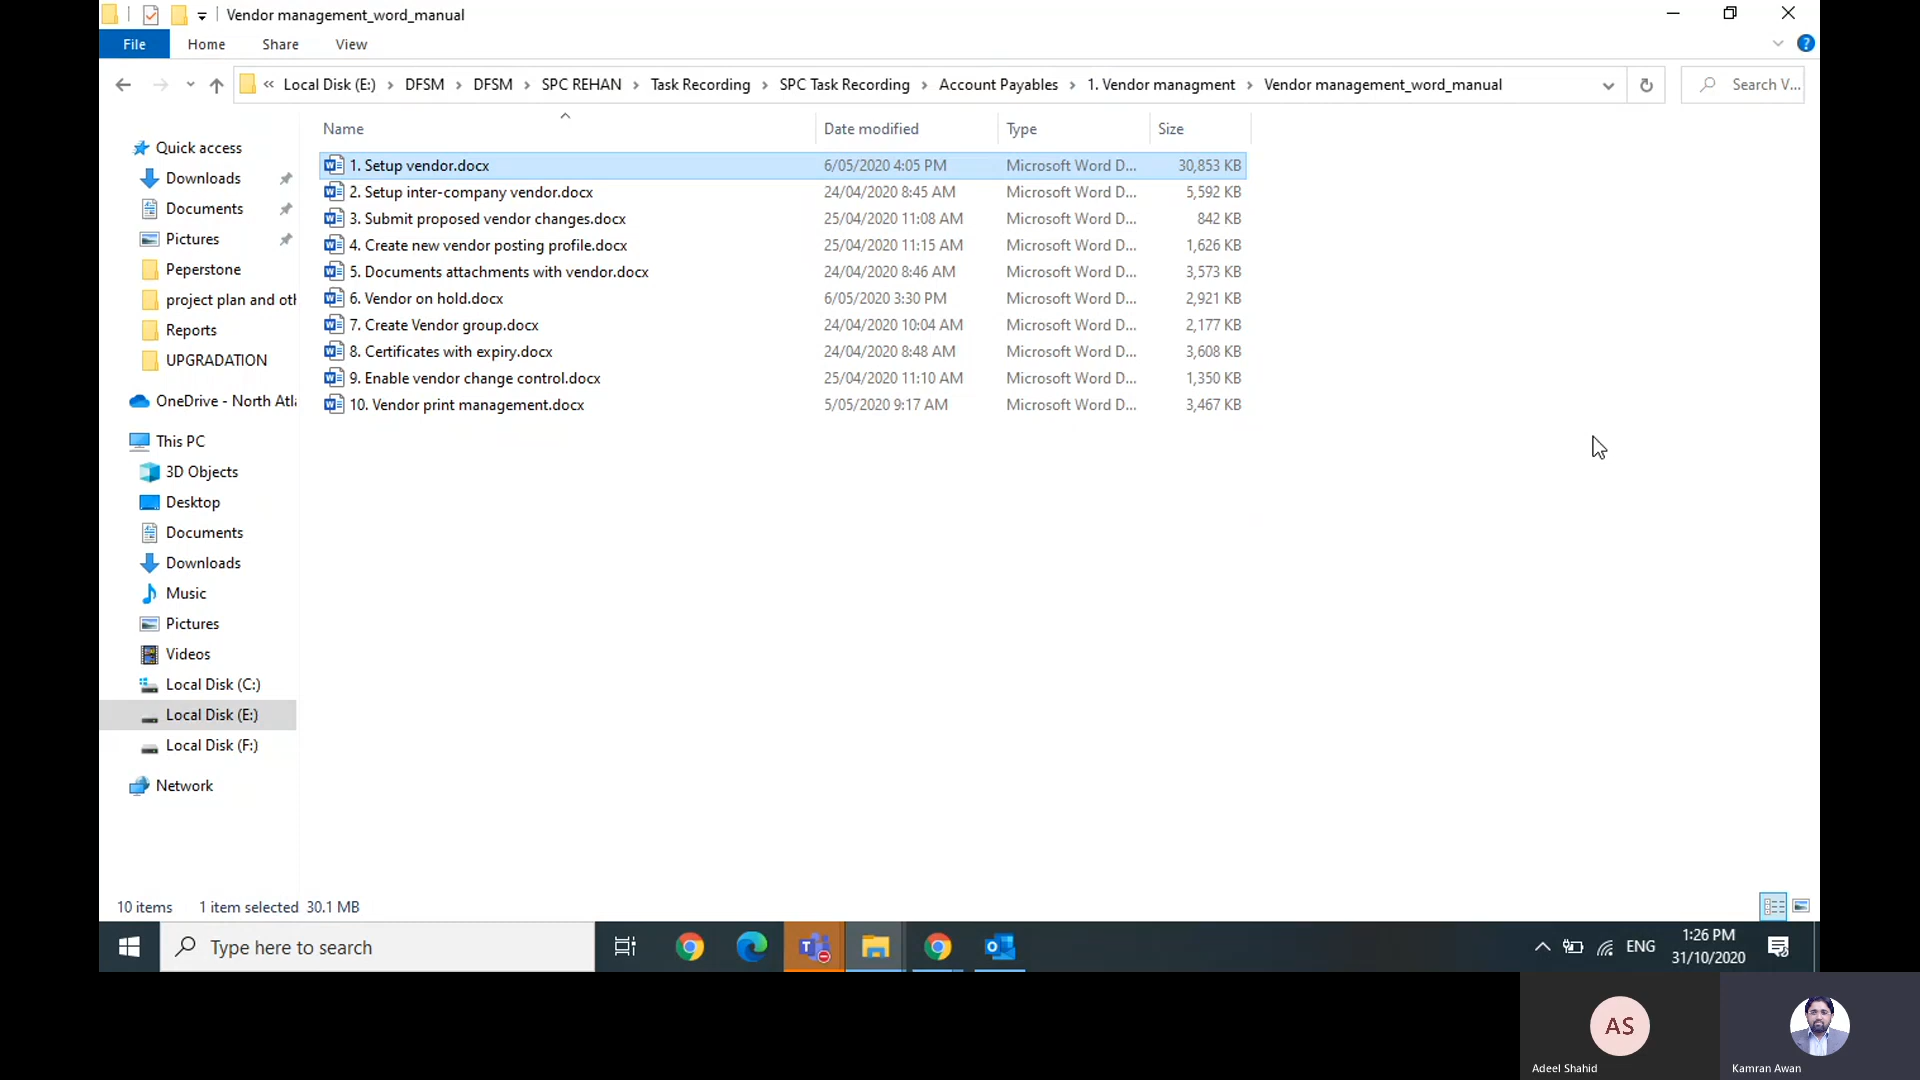 Vendor management_word_manual
File Home Share View
« Local Disk (E:) DFSM DFSM SPC REHAN Task Recording SPC Task Recording Account Payables 1. Vendor managment Vendor management_word_manual Search V...
Name Date modified Type Size
1. Setup vendor.docx 6/05/2020 4:05 PM Microsoft Word D... 30,853 KB
2. Setup inter-company vendor.docx 24/04/2020 8:45 AM Microsoft Word D... 5,592 KB
3. Submit proposed vendor changes.docx 25/04/2020 11:08 AM Microsoft Word D... 842 KB
4. Create new vendor posting profile.docx 25/04/2020 11:15 AM Microsoft Word D... 1,626 KB
5. Documents attachments with vendor.docx 24/04/2020 8:46 AM Microsoft Word D... 3,573 KB
6. Vendor on hold.docx 6/05/2020 3:30 PM Microsoft Word D... 2,921 KB
7. Create Vendor group.docx 24/04/2020 10:04 AM Microsoft Word D... 2,177 KB
8. Certificates with expiry.docx 24/04/2020 8:48 AM Microsoft Word D... 3,608 KB
9. Enable vendor change control.docx 25/04/2020 11:10 AM Microsoft Word D... 1,350 KB
10. Vendor print management.docx 5/05/2020 9:17 AM Microsoft Word D... 3,467 KB
Quick access
Downloads
Documents
Pictures
Peperstone
project plan and oth
Reports
UPGRADATION
OneDrive - North Atla
This PC
3D Objects
Desktop
Documents
Downloads
Music
Pictures
Videos
Local Disk (C:)
Local Disk (E:)
Local Disk (F:)
Network
10 items 1 item selected 30.1 MB
Type here to search
ENG
1:26 PM
31/10/2020
AS
Adeel Shahid
Kamran Awan